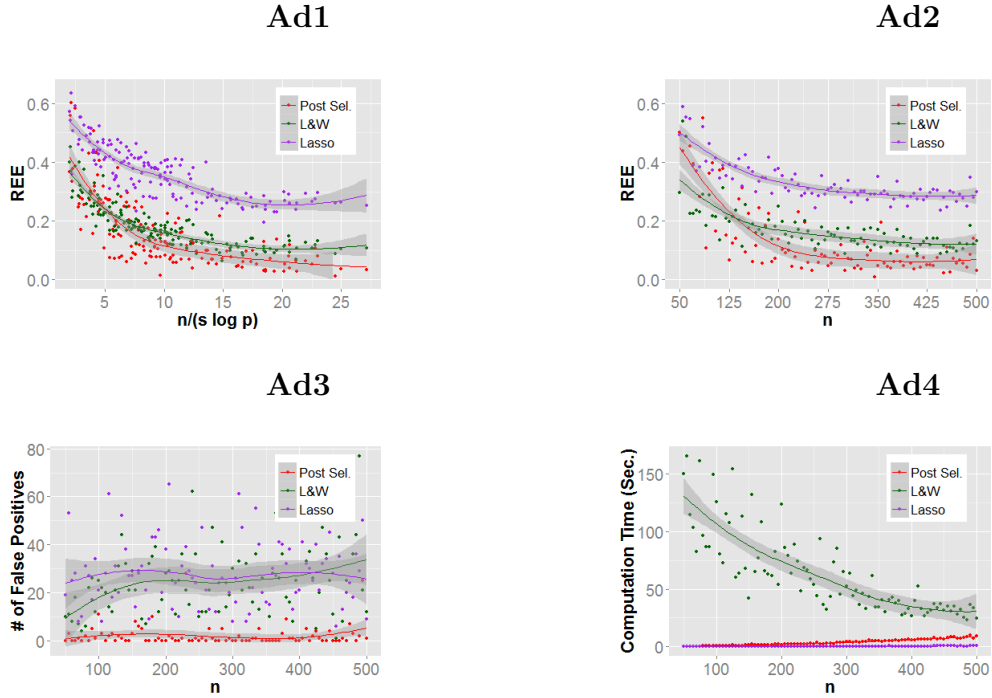 Ad1
Ad2
REE
0.6
0.4
0.2
0.0
Post Sel.
L&W
Lasso
5
10
15
20
25
n/(s log p)
REE
0.6
0.4
0.2
0.0
Post Sel.
L&W
Lasso
50
125
200
275
350
425
500
n
Ad3
Ad4
# of False Positives
80
60
40
20
0
Post Sel.
L&W
Lasso
100
200
300
400
500
n
Computation Time (Sec.)
150
100
50
0
Post Sel.
L&W
Lasso
100
200
300
400
500
n